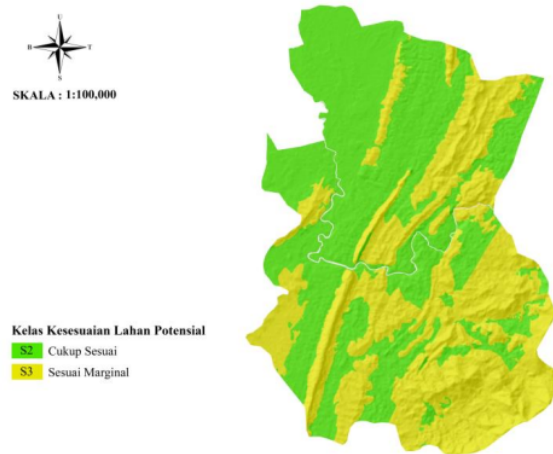 U
B T
S
SKALA : 1:100,000
Kelas Kesesuaian Lahan Potensial
S2 Cukup Sesuai
S3 Sesuai Marginal